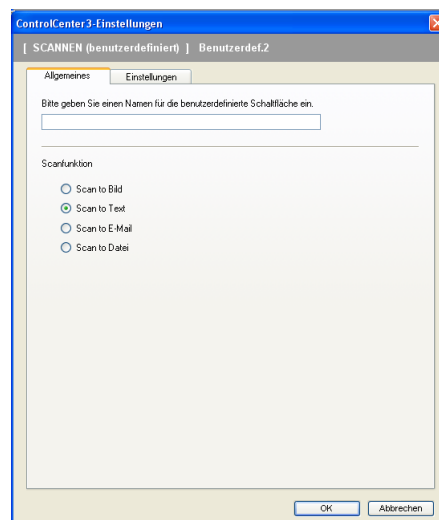 ControlCenter3-Einstellungen
[ SCANNEN (benutzerdefiniert) ] Benutzerdef.2
Allgemeines Einstellungen
Bitte geben Sie einen Namen für die benutzerdefinierte Schaltfläche ein.
Scanfunktion
Scan to Bild
Scan to Text
Scan to E-Mail
Scan to Datei
OK Abbrechen